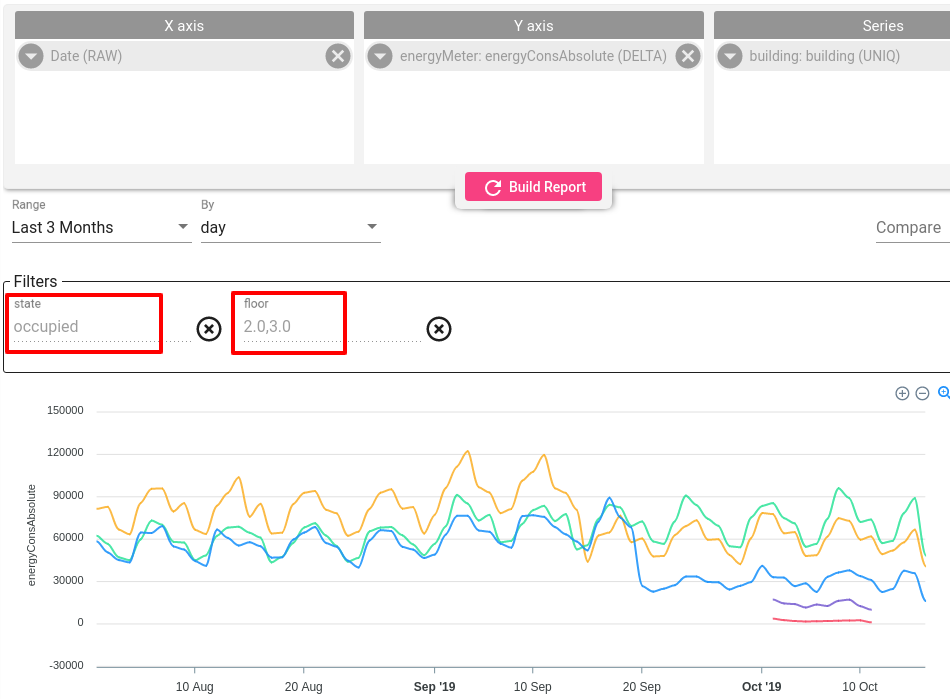 X axis
Y axis
Series
Date (RAW)
energyMeter: energyConsAbsolute (DELTA)
building: building (UNIQ)
Build Report
Range
By
Last 3 Months
day
Compare
Filters
state
floor
occupied
2.0,3.0
150000
120000
90000
60000
30000
0
-30000
energyConsAbsolute
10 Aug
20 Aug
Sep '19
10 Sep
20 Sep
Oct '19
10 Oct